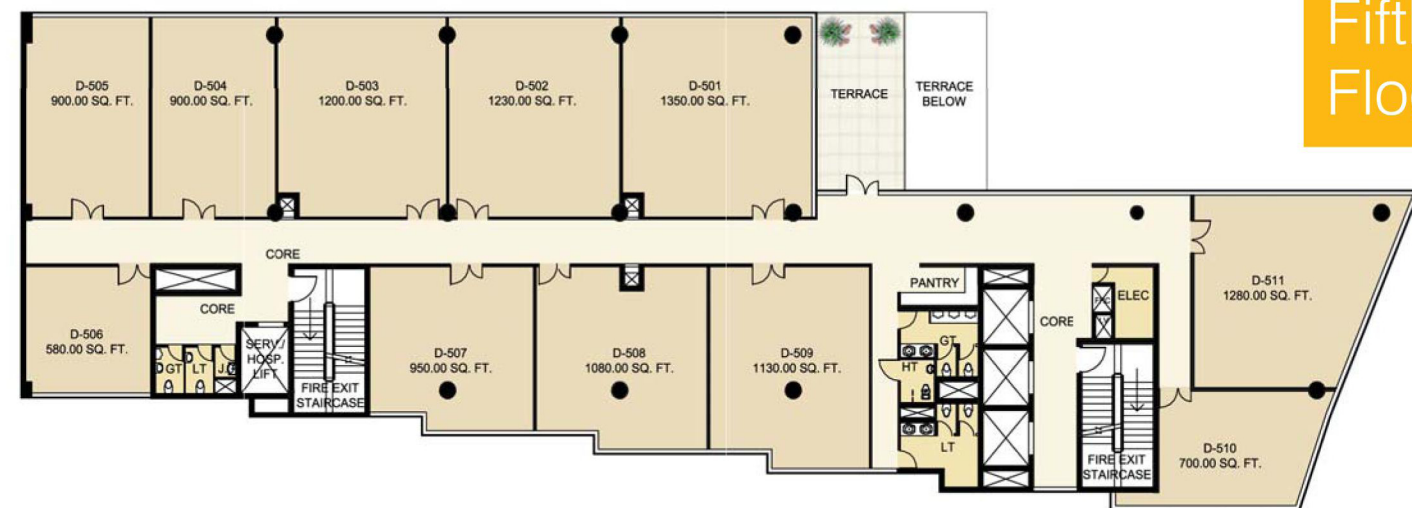 Fift
Floo
D-505
900.00 SQ. FT.
D-504
900.00 SQ. FT.
D-503
1200.00 SQ. FT.
D-502
1230.00 SQ. FT.
D-501
1350.00 SQ. FT.
TERRACE
TERRACE
BELOW
CORE
D-506
580.00 SQ. FT.
CORE
GT
LT
SERV./
HOSP.
LIFT
FIRE EXIT
STAIRCASE
D-507
950.00 SQ. FT.
D-508
1080.00 SQ. FT.
D-509
1130.00 SQ. FT.
PANTRY
GT
HT
LT
CORE
ELEC
FIRE EXIT
STAIRCASE
D-511
1280.00 SQ. FT.
D-510
700.00 SQ. FT.